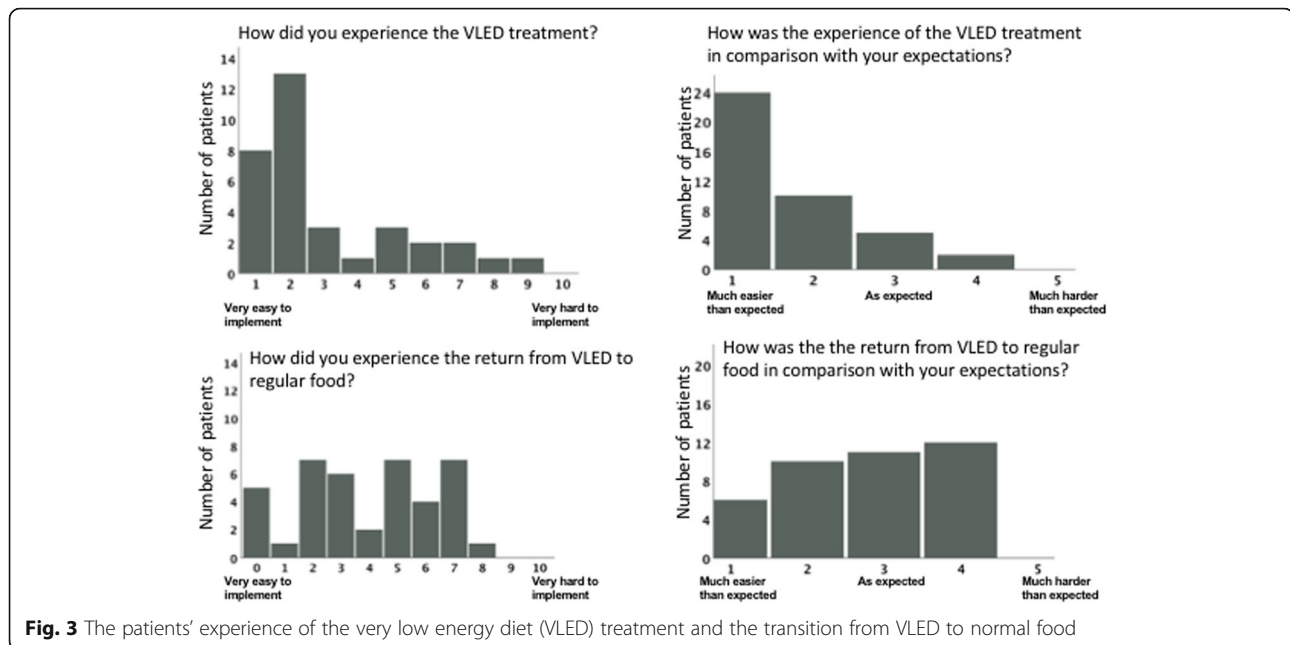 How did you experience the VLED treatment?
Number of patients
14
12
10
8
6
4
2
0
1 2 3 4 5 6 7 8 9 10
Very easy to
implement
Very hard to
implement
How was the experience of the VLED treatment
in comparison with your expectations?
Number of patients
24
20
16
12
8
4
0
1 2 3 4 5
Much easier
than expected
As expected
Much harder
than expected
How did you experience the return from VLED to
regular food?
Number of patients
14
12
10
8
6
4
2
0
0 1 2 3 4 5 6 7 8 9 10
Very easy to
implement
Very hard to
implement
How was the the return from VLED to regular
food in comparison with your expectations?
Number of patients
20
16
12
8
4
0
1 2 3 4 5
Much easier
than expected
As expected
Much harder
than expected
Fig. 3 The patients' experience of the very low energy diet (VLED) treatment and the transition from VLED to normal food